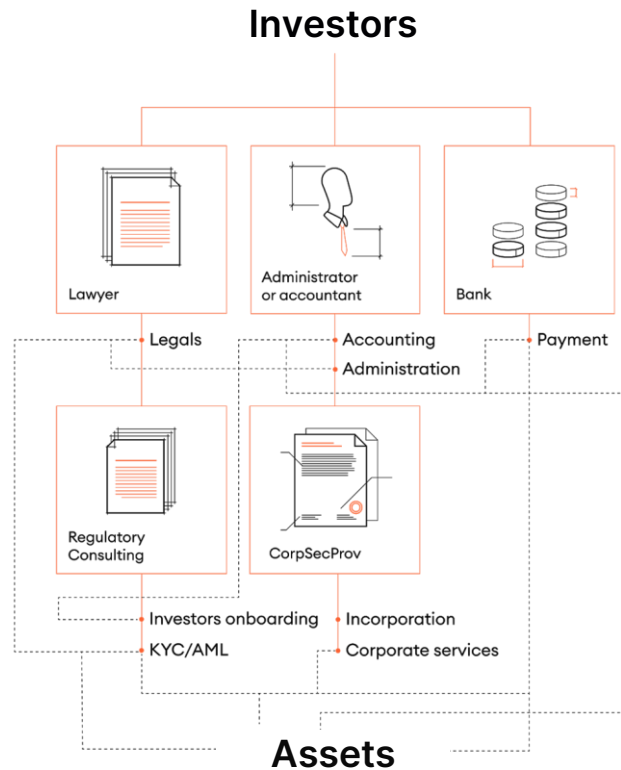 Investors
Lawyer
Administrator
or accountant
Bank
Legals
Accounting
Payment
Administration
Regulatory
Consulting
CorpSecProv
Investors onboarding
Incorporation
KYC/AML
Corporate services
Assets